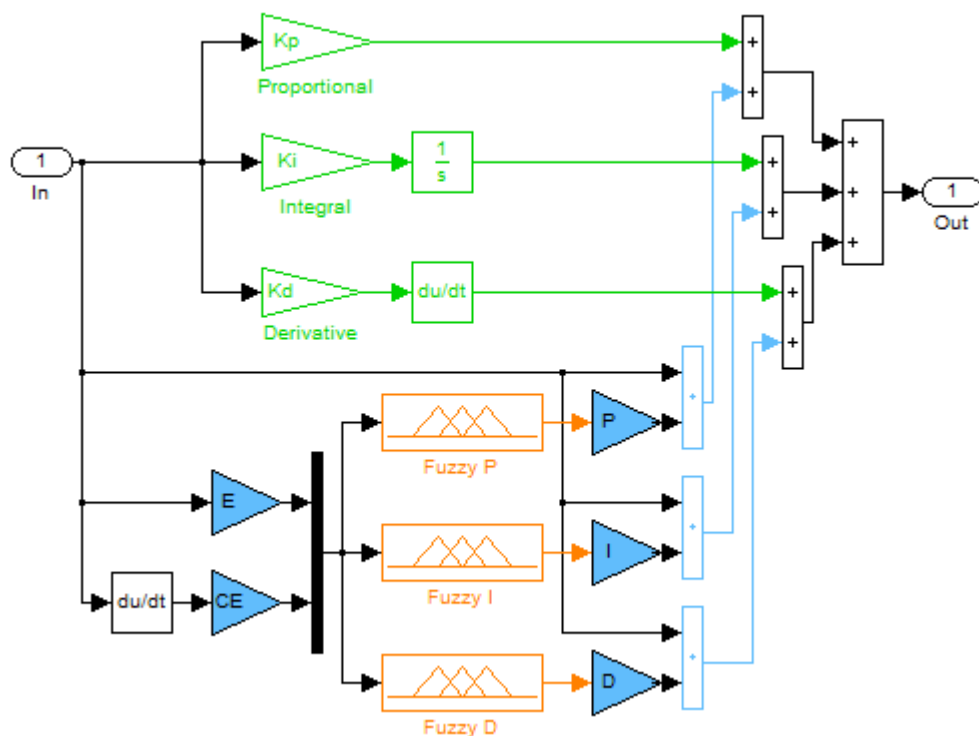 Kp
+
Proportional
+
+
1
In
Ki
1
s
Integral
+
+
+
1
Out
+
Kd
du/dt
Derivative
+
+
P
Fuzzy P
E
I
Fuzzy I
du/dt
CE
D
Fuzzy D